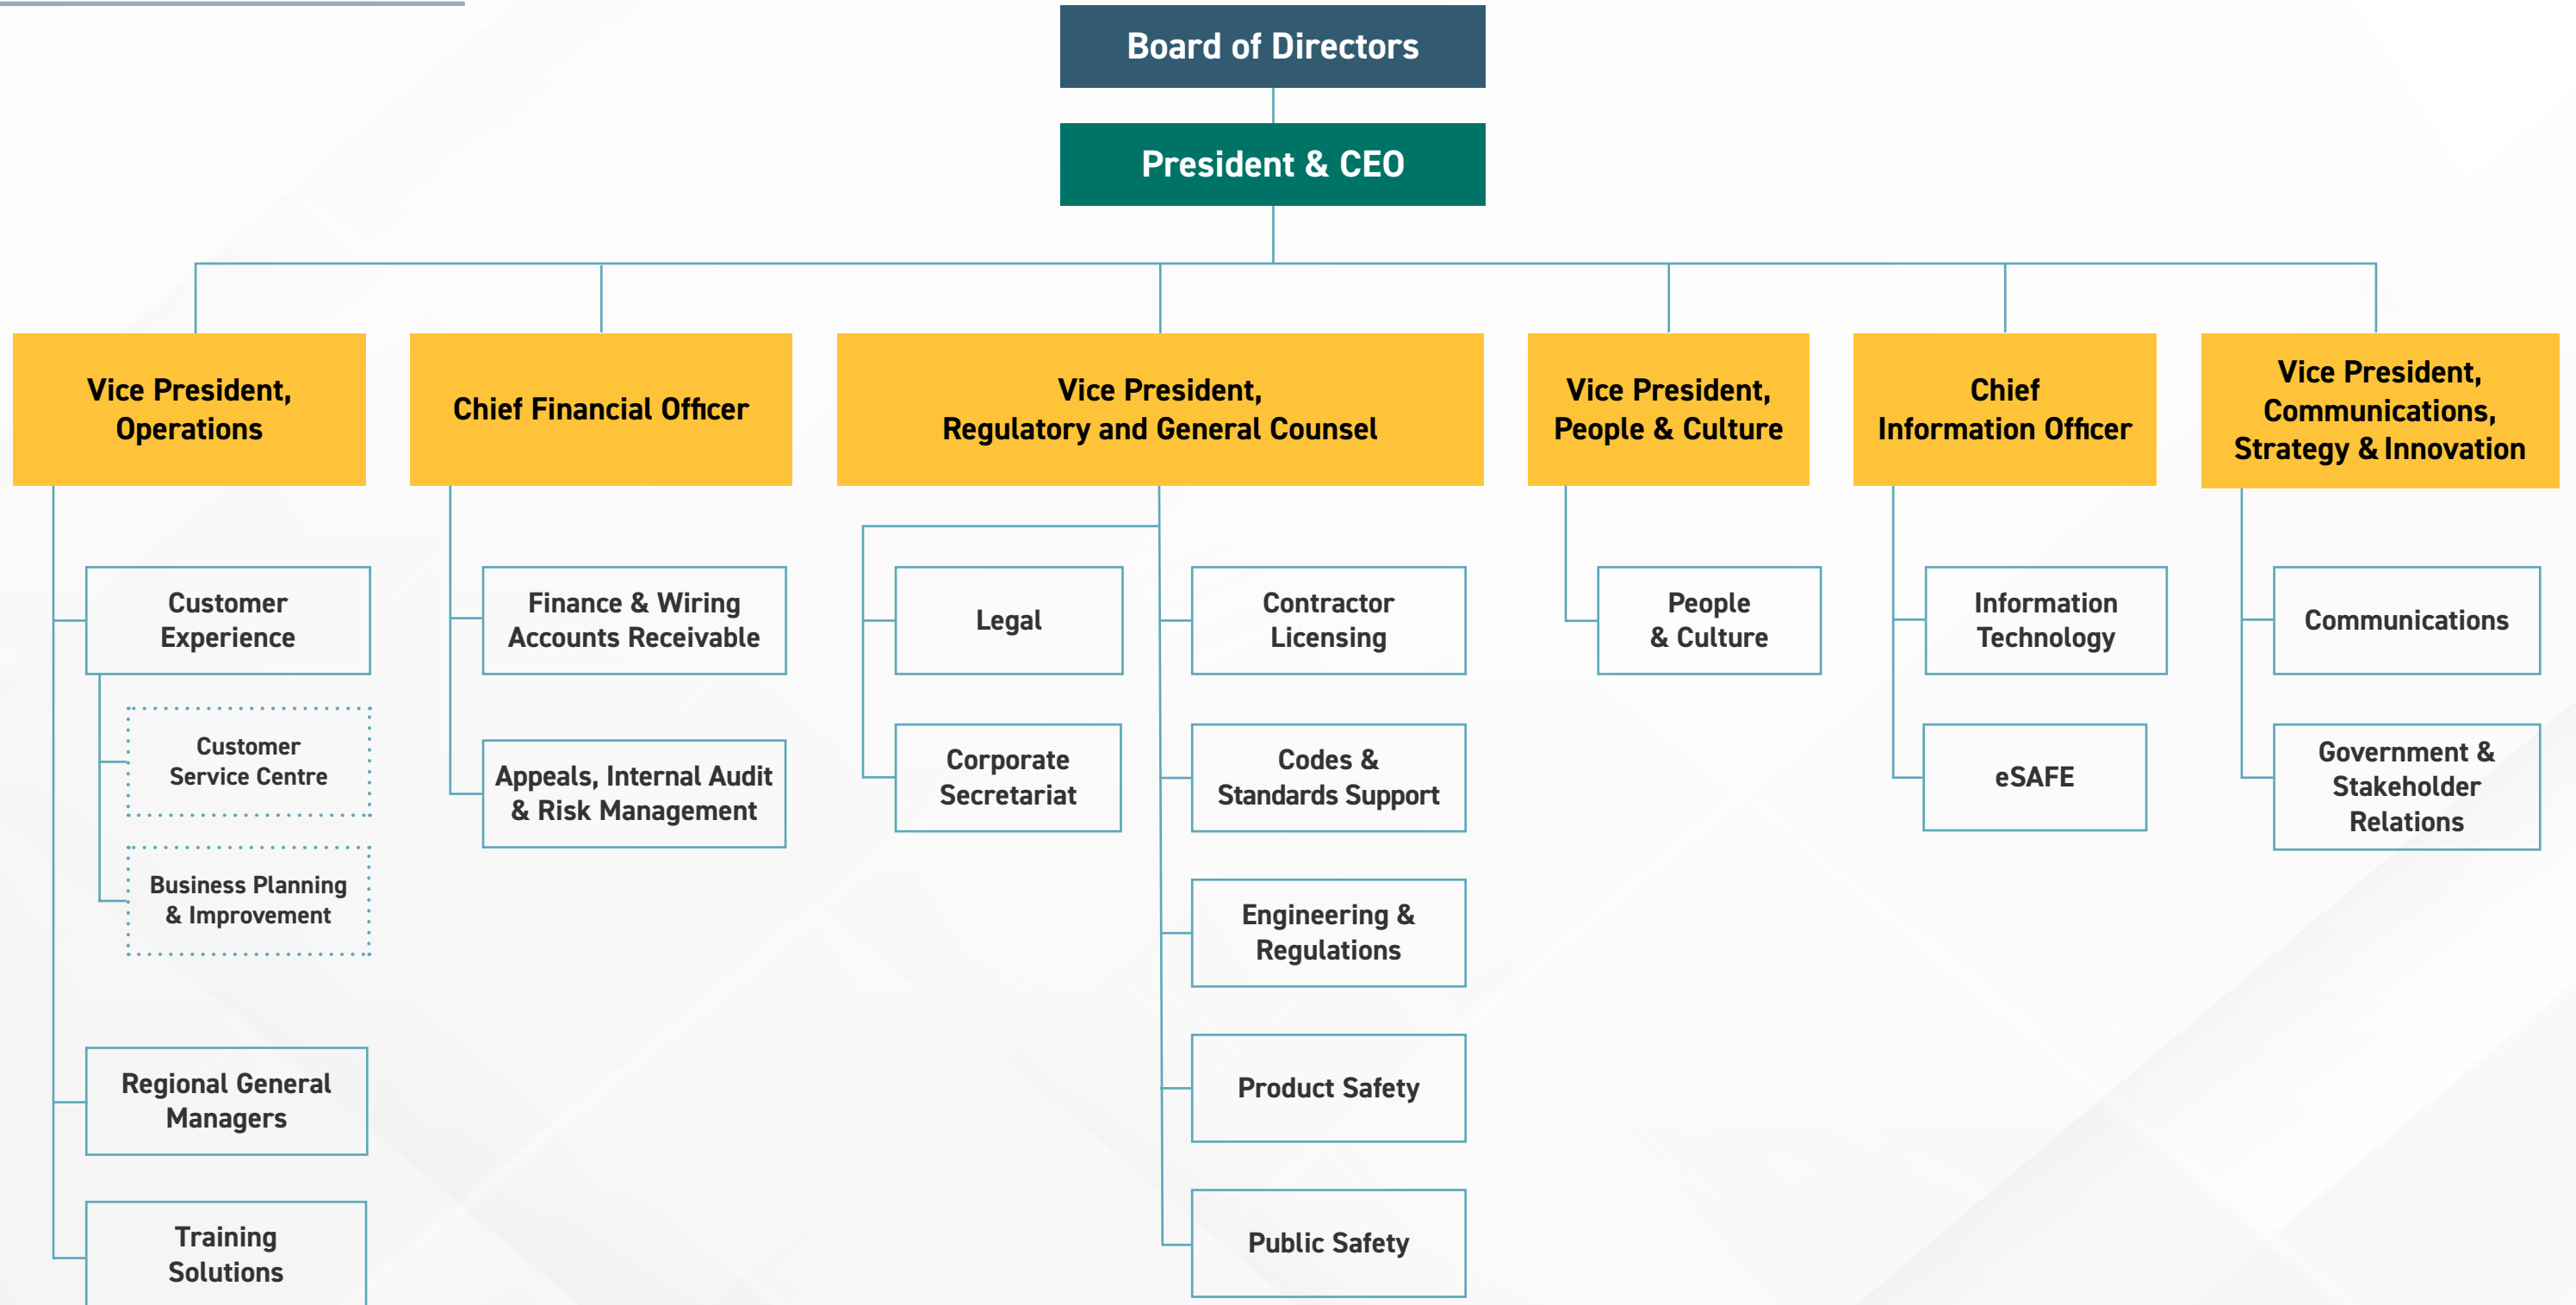 Board of Directors
President & CEO
Vice President,
Operations
Chief Financial Officer
Vice President,
Regulatory and General Counsel
Vice President,
People & Culture
Chief
Information Officer
Vice President,
Communications,
Strategy & Innovation
Customer
Experience
Customer
Service Centre
Business Planning
& Improvement
Regional General
Managers
Training
Solutions
Finance & Wiring
Accounts Receivable
Appeals, Internal Audit
& Risk Management
Legal
Corporate
Secretariat
Contractor
Licensing
Codes &
Standards Support
Engineering &
Regulations
Product Safety
Public Safety
People
& Culture
Information
Technology
eSAFE
Communications
Government &
Stakeholder
Relations